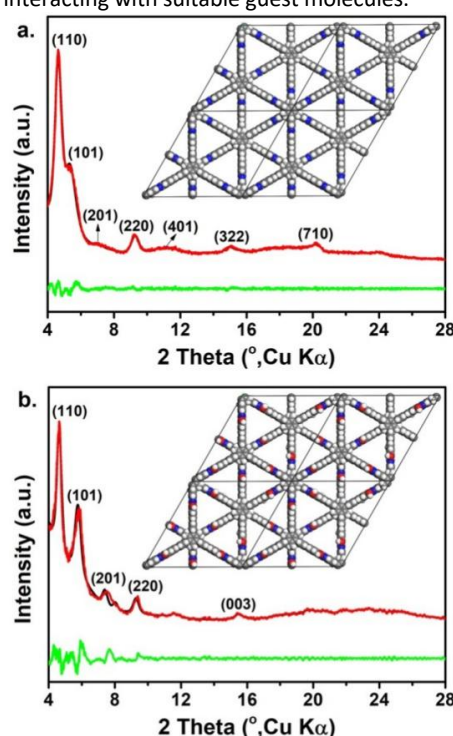 interacting with suitable guest molecules.
a.
(110)
(101)
(201)
(220)
(401)
(322)
(710)
Intensity (a.u.)
4 8 12 16 20 24 28
2 Theta (°,Cu Kα)
b.
(110)
(101)
(201)
(220)
(003)
Intensity (a.u.)
4 8 12 16 20 24 28
2 Theta (°,Cu Kα)